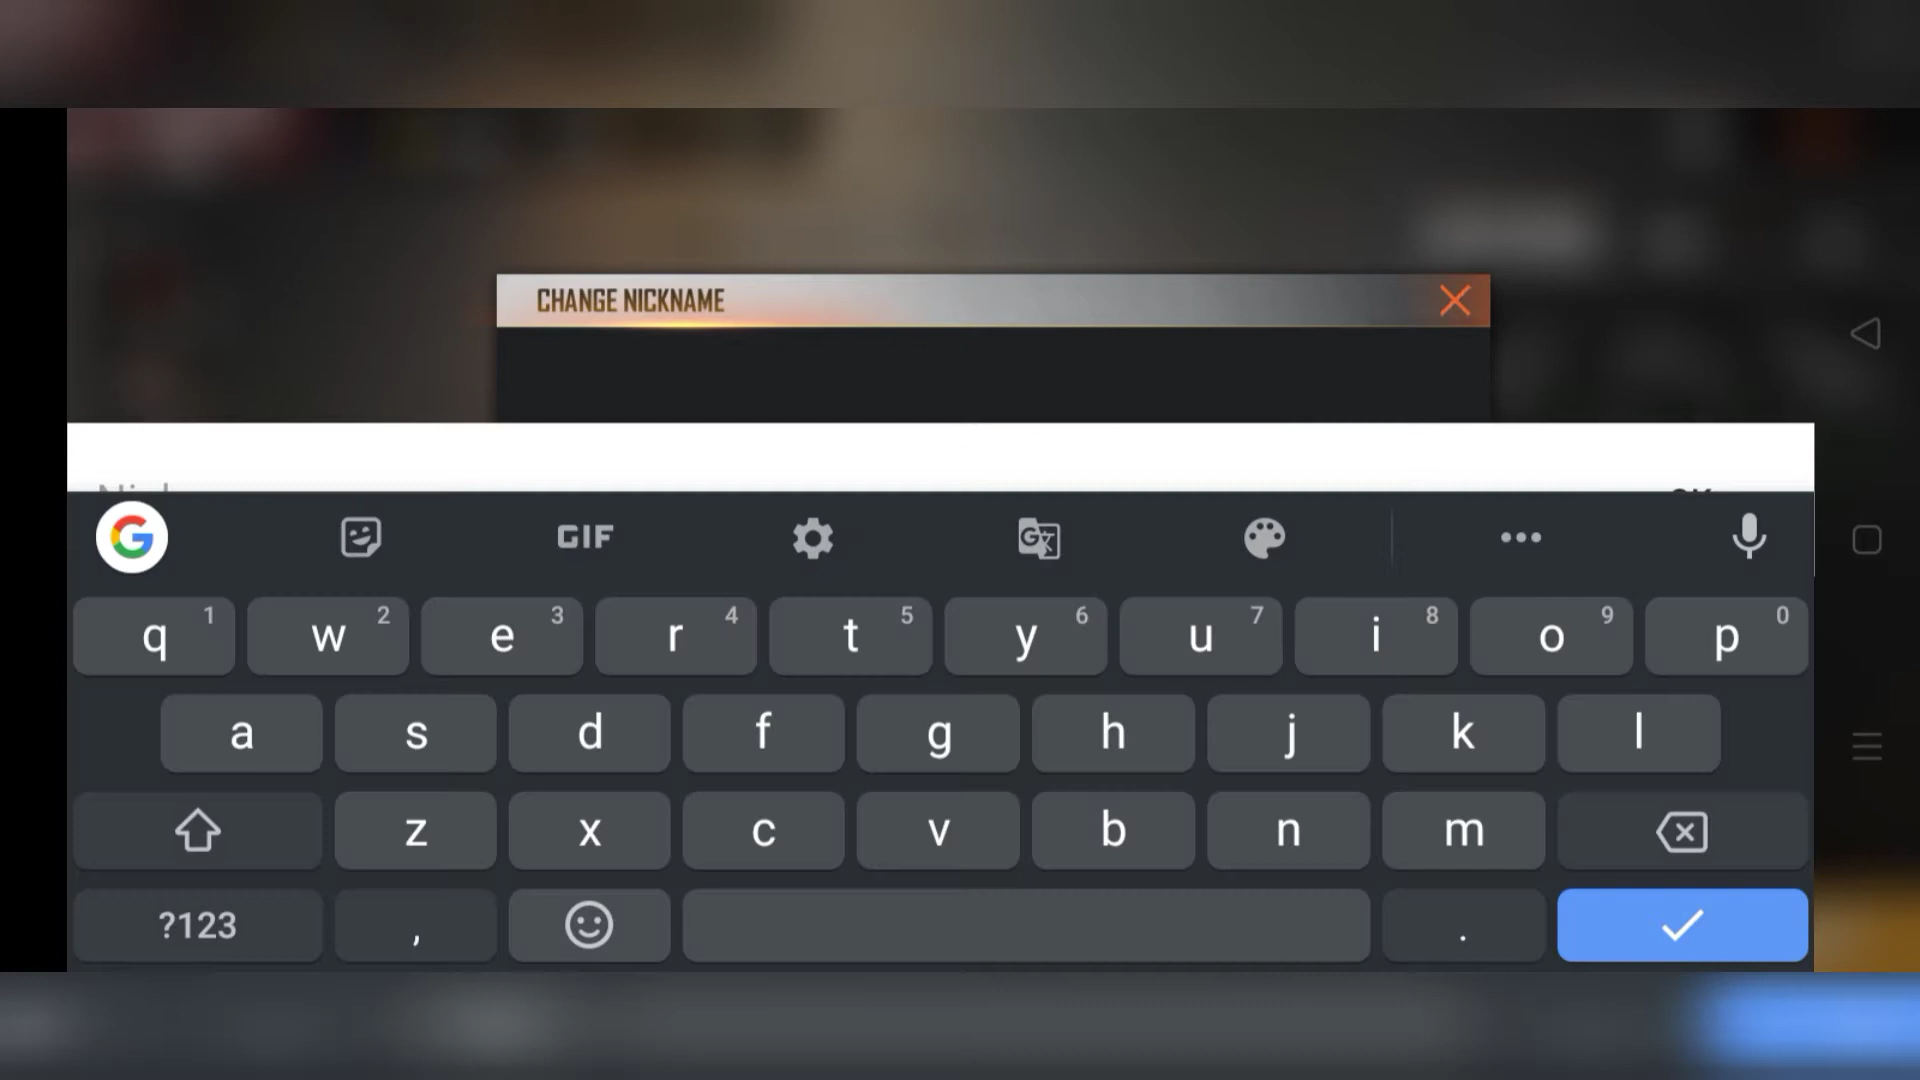 CHANGE NICKNAME
GIF
q 1 w 2 e 3 r 4 t 5 y 6 u 7 i 8 o 9 p 0
a s d f g h j k l
z x c v b n m
?123 , .